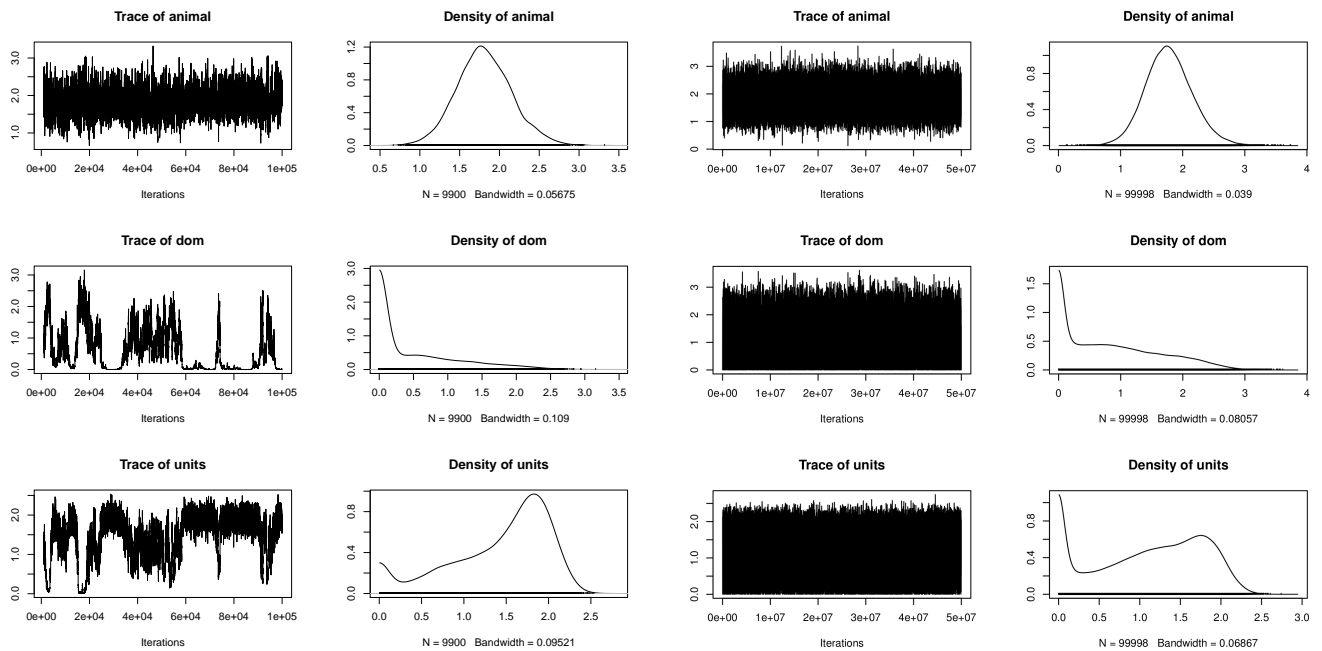 Trace of animal
1.0 2.0 3.0
0e+00 2e+04 4e+04 6e+04 8e+04 1e+05
Iterations
Density of animal
0.0 0.4 0.8 1.2
0.5 1.0 1.5 2.0 2.5 3.0 3.5
N = 9900 Bandwidth = 0.05675
Trace of animal
0 1 2 3
0e+00 1e+07 2e+07 3e+07 4e+07 5e+07
Iterations
Density of animal
0.0 0.4 0.8
0 1 2 3 4
N = 99998 Bandwidth = 0.039
Trace of dom
0.0 1.0 2.0 3.0
0e+00 2e+04 4e+04 6e+04 8e+04 1e+05
Iterations
Density of dom
0.0 1.0 2.0 3.0
0.0 0.5 1.0 1.5 2.0 2.5 3.0 3.5
N = 9900 Bandwidth = 0.109
Trace of dom
0 1 2 3
0e+00 1e+07 2e+07 3e+07 4e+07 5e+07
Iterations
Density of dom
0.0 0.5 1.0 1.5
0 1 2 3 4
N = 99998 Bandwidth = 0.08057
Trace of units
0.0 1.0 2.0
0e+00 2e+04 4e+04 6e+04 8e+04 1e+05
Iterations
Density of units
0.0 0.4 0.8
0.0 0.5 1.0 1.5 2.0 2.5
N = 9900 Bandwidth = 0.09521
Trace of units
0.0 1.0 2.0
0e+00 1e+07 2e+07 3e+07 4e+07 5e+07
Iterations
Density of units
0.0 0.4 0.8
0.0 0.5 1.0 1.5 2.0 2.5 3.0
N = 99998 Bandwidth = 0.06867